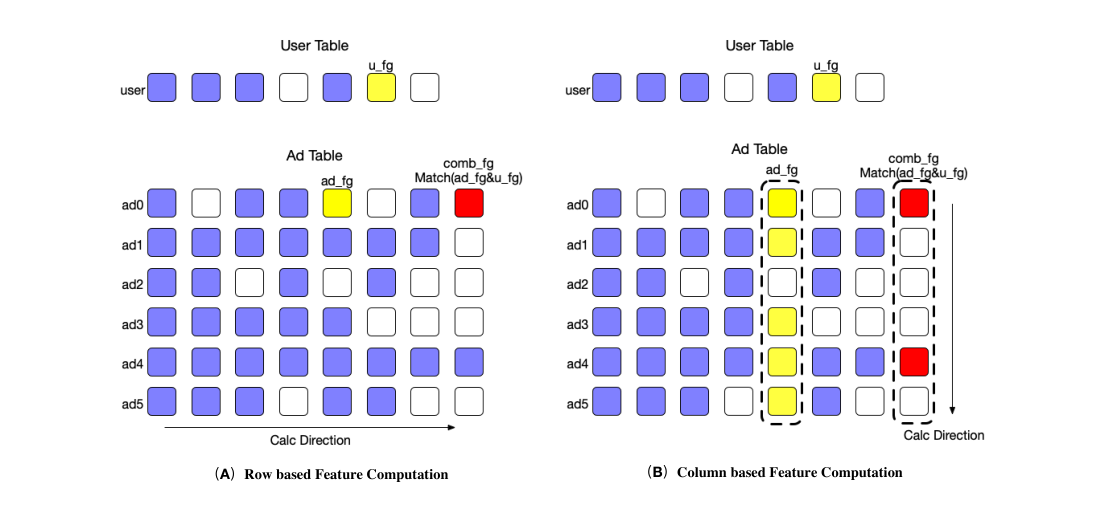 User Table
u_fg
user
Ad Table
comb_fg
Match(ad_fg&u_fg)
ad_fg
ad0
ad1
ad2
ad3
ad4
ad5
Calc Direction
(A) Row based Feature Computation
User Table
u_fg
user
Ad Table
comb_fg
Match(ad_fg&u_fg)
ad_fg
ad0
ad1
ad2
ad3
ad4
ad5
Calc Direction
(B) Column based Feature Computation